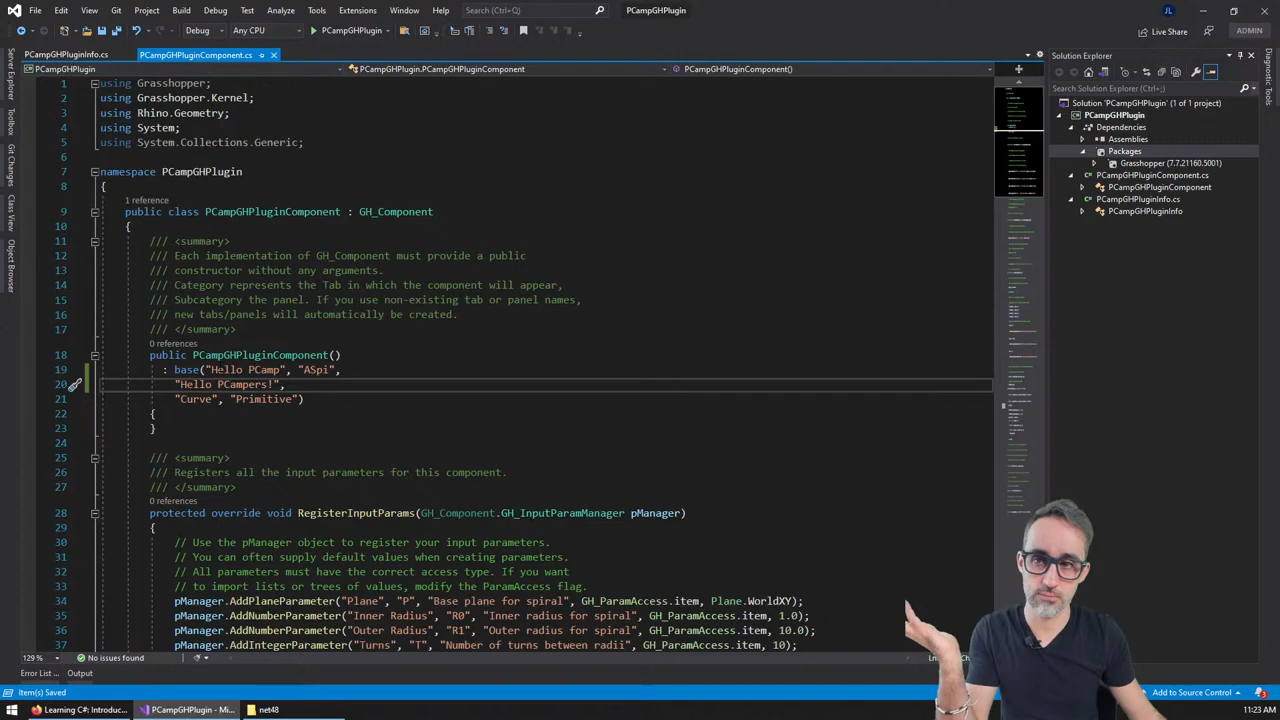 File Edit View Git Project Build Debug Test Analyze Tools Extensions Window Help Search (Ctrl+Q) PCampGHPlugin JL
Debug Any CPU PCampGHPlugin Live Share ADMIN
PCampGHPluginInfo.cs PCampGHPluginComponent.cs
PCampGHPlugin PCampGHPlugin.PCampGHPluginComponent PCampGHPluginComponent()
Server Explorer
Toolbox
Git Changes
Class View
Object Browser
1 using Grasshopper;
2 using Grasshopper.Kernel;
3 using Rhino.Geometry;
4 using System;
5 using System.Collections.Generic;
6
7 namespace PCampGHPlugin
8 {
1 reference
9 public class PCampGHPluginComponent : GH_Component
10 {
11 /// <summary>
12 /// Each implementation of GH_Component must provide a public
13 /// constructor without any arguments.
14 /// Category represents the Tab in which the component will appear,
15 /// Subcategory the panel. If you use non-existing tab or panel names,
16 /// new tabs/panels will automatically be created.
17 /// </summary>
0 references
18 public PCampGHPluginComponent()
19 : base("Hello PCamp", "ASpi",
20 "Hello PCampers!",
21 "Curve", "Primitive")
22 {
23 }
24
25 /// <summary>
26 /// Registers all the input parameters for this component.
27 /// </summary>
0 references
28 protected override void RegisterInputParams(GH_Component.GH_InputParamManager pManager)
29 {
30 // Use the pManager object to register your input parameters.
31 // You can often supply default values when creating parameters.
32 // All parameters must have the correct access type. If you want
33 // to import lists or trees of values, modify the ParamAccess flag.
34 pManager.AddPlaneParameter("Plane", "P", "Base plane for spiral", GH_ParamAccess.item, Plane.WorldXY);
35 pManager.AddNumberParameter("Inner Radius", "R0", "Inner radius for spiral", GH_ParamAccess.item, 1.0);
36 pManager.AddNumberParameter("Outer Radius", "R1", "Outer radius for spiral", GH_ParamAccess.item, 10.0);
37 pManager.AddIntegerParameter("Turns", "T", "Number of turns between radii", GH_ParamAccess.item, 10);
129 % No issues found
Solution Explorer
Search Solution Explorer (Ctrl+;)
Solution 'PCampGHPlugin' (1 of 1 project)
PCampGHPlugin
Dependencies
Assemblies
Packages
Grasshopper (7.7.21160.5001)
PCampGHPluginComponent.cs
PCampGHPluginComponent
PCampGHPluginInfo.cs
PCampGHPluginInfo
Diagnostic Tools
Error List ... Output
Item(s) Saved Add to Source Control
Learning C#: Introduc... PCampGHPlugin - Mi... net48 11:23 AM